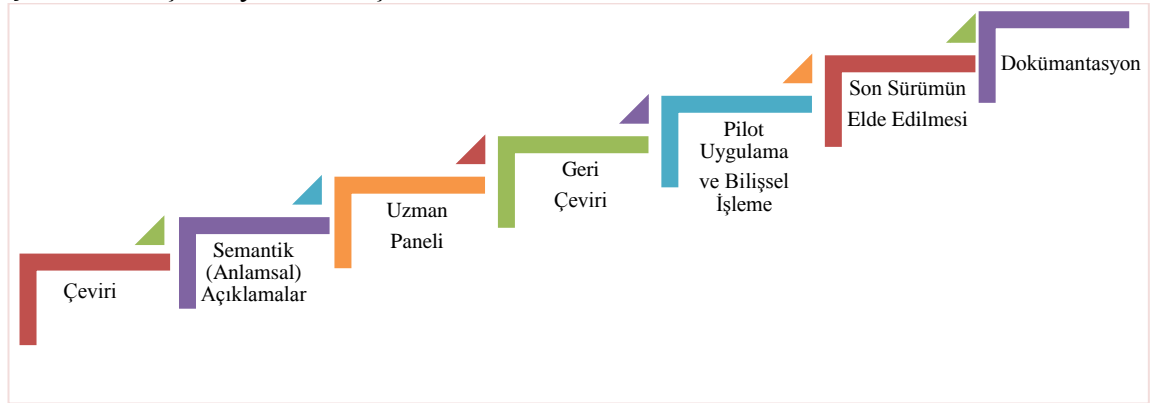 Çeviri
Semantik
(Anlamsal)
Açıklamalar
Uzman
Paneli
Geri
Çeviri
Pilot
Uygulama
ve Bilişsel
İşleme
Son Sürümün
Elde Edilmesi
Dokümantasyon